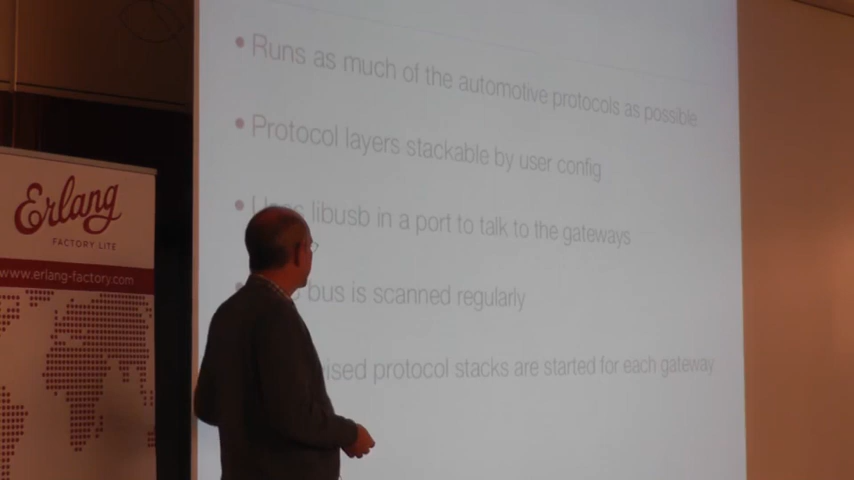 Erlang
FACTORY LITE
www.erlang-factory.com
• Runs as much of the automotive protocols as possible
• Protocol layers stackable by user config
• libusb in a port to talk to the gateways
bus is scanned regularly
protocol stacks are started for each gateway